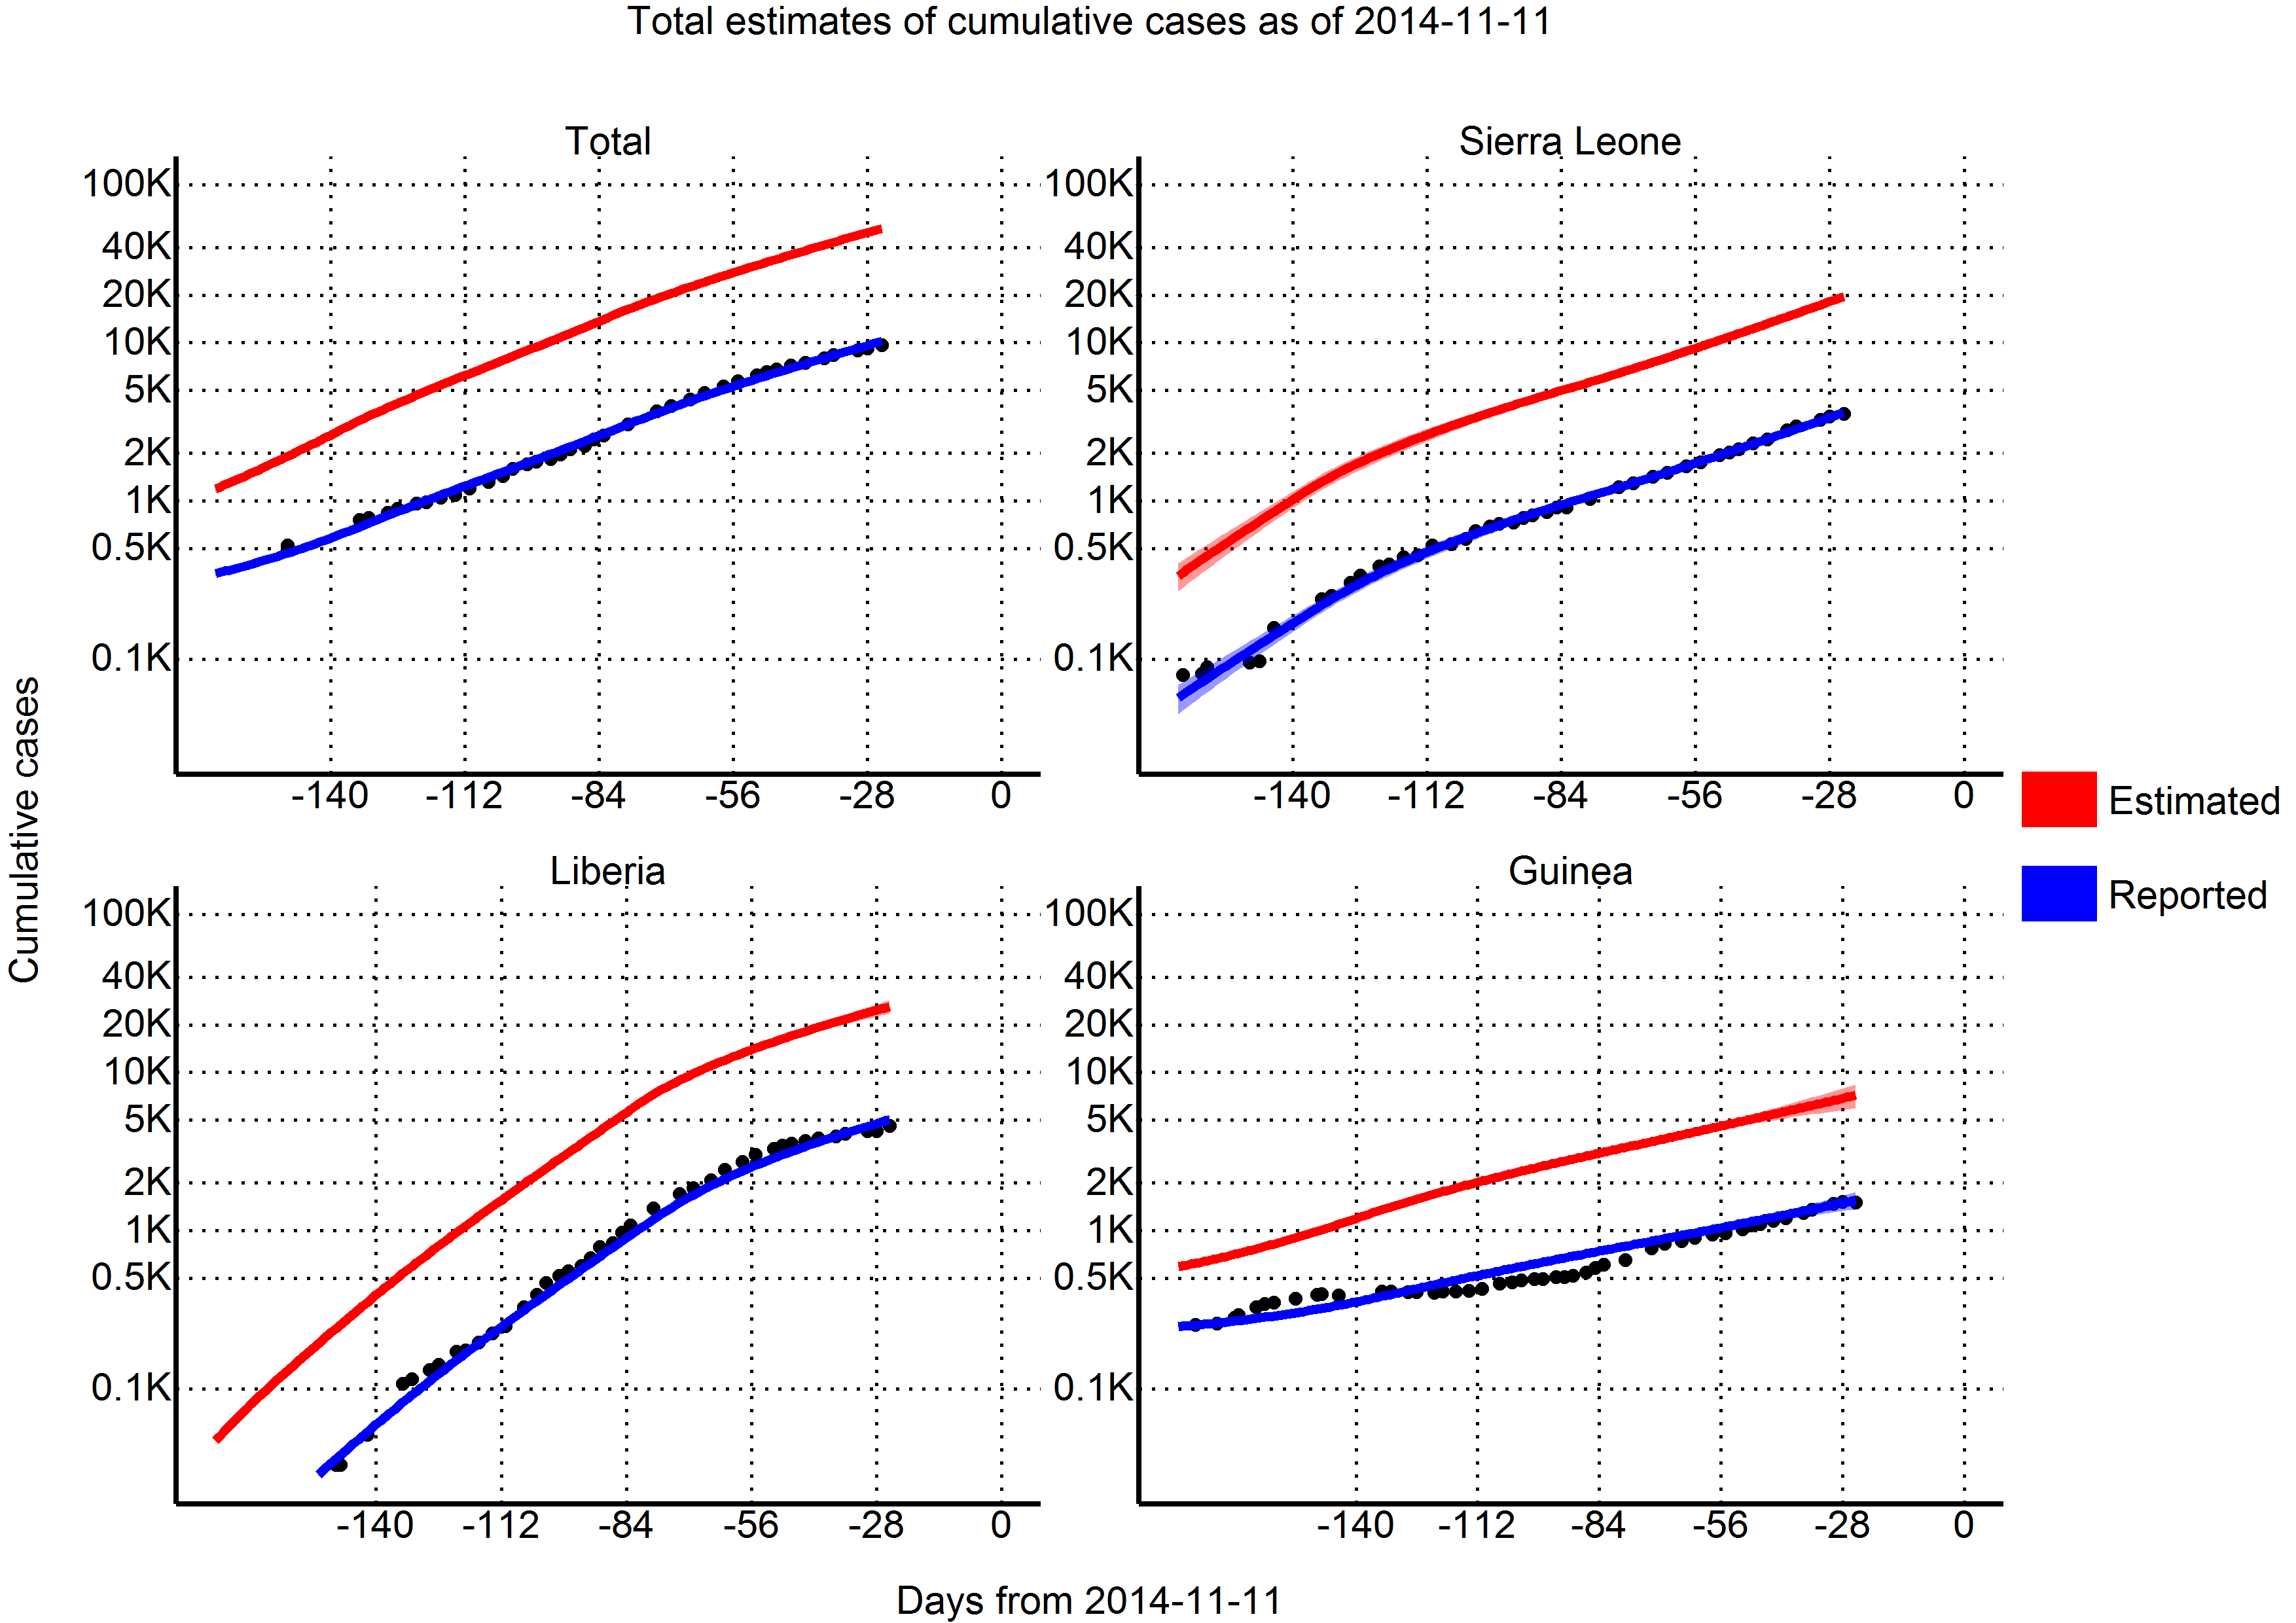 Total estimates of cumulative cases as of 2014-11-11
Total
100K
40K
20K
10K
5K
2K
1K
0.5K
0.1K
-140 -112 -84 -56 -28 0
Sierra Leone
100K
40K
20K
10K
5K
2K
1K
0.5K
0.1K
-140 -112 -84 -56 -28 0
Liberia
100K
40K
20K
10K
5K
2K
1K
0.5K
0.1K
-140 -112 -84 -56 -28 0
Guinea
100K
40K
20K
10K
5K
2K
1K
0.5K
0.1K
-140 -112 -84 -56 -28 0
Cumulative cases
Days from 2014-11-11
Estimated
Reported